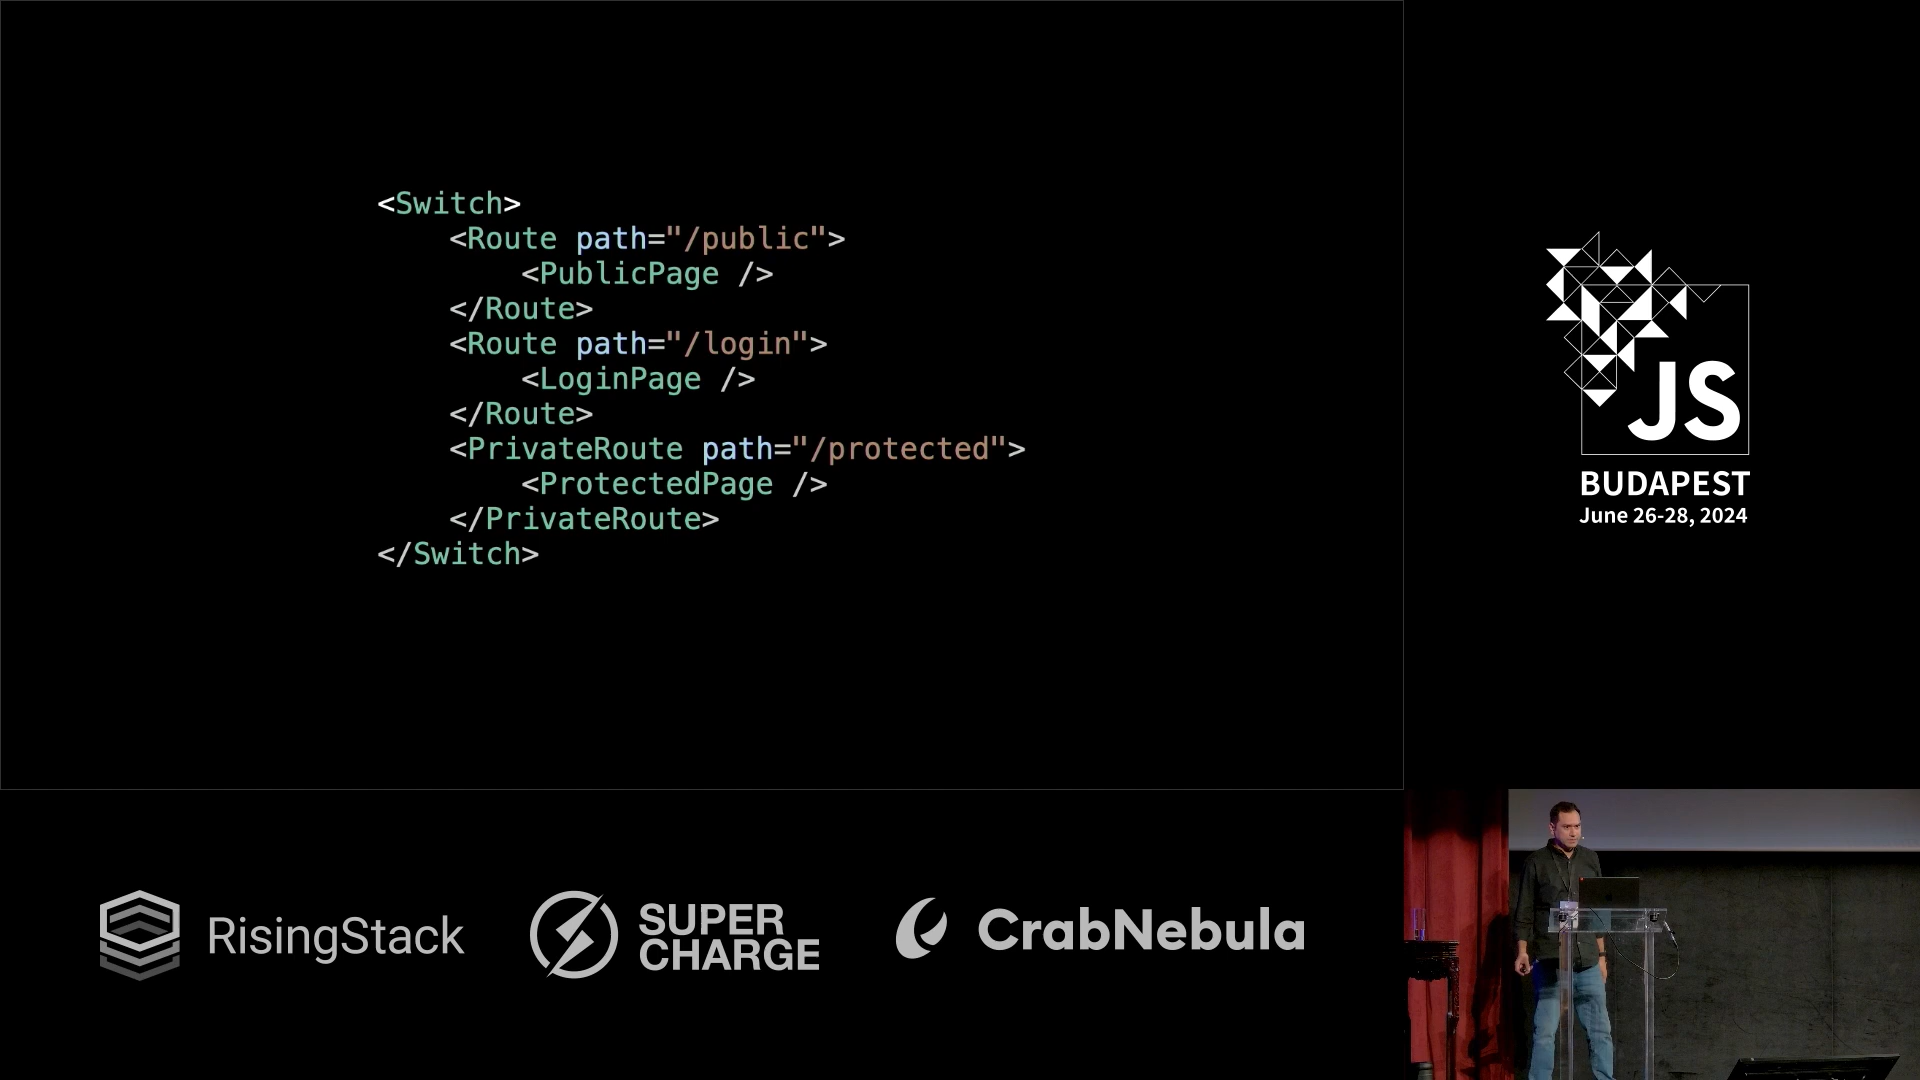 <Switch>
    <Route path="/public">
        <PublicPage />
    </Route>
    <Route path="/login">
        <LoginPage />
    </Route>
    <PrivateRoute path="/protected">
        <ProtectedPage />
    </PrivateRoute>
</Switch>
JS
BUDAPEST
June 26-28, 2024
RisingStack
SUPER
CHARGE
CrabNebula